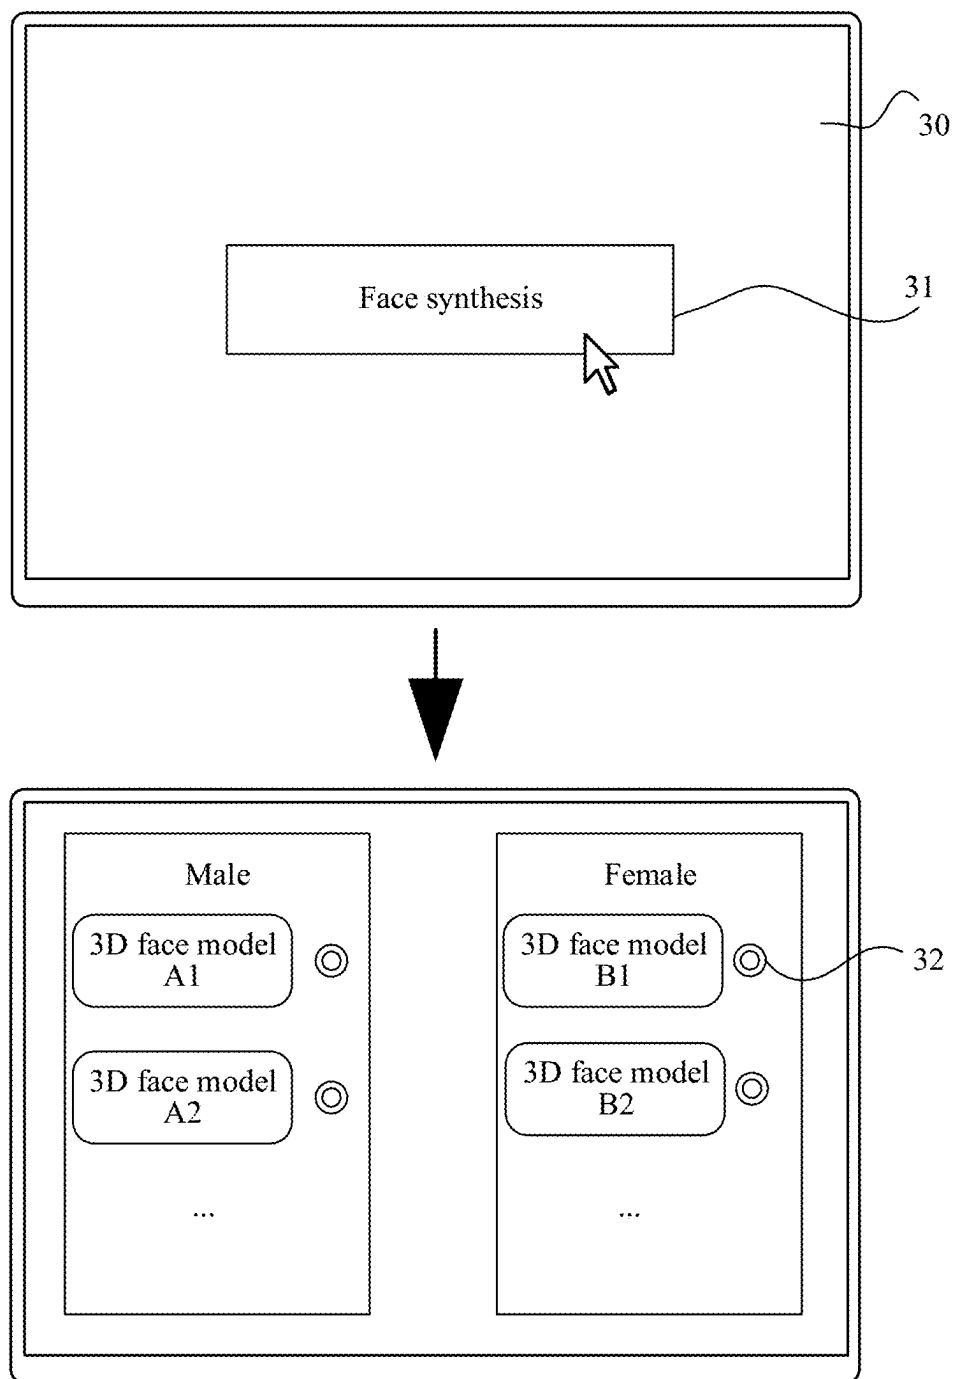 30
Face synthesis
31
Male
Female
3D face model
A1
3D face model
B1
32
3D face model
A2
3D face model
B2
...
...